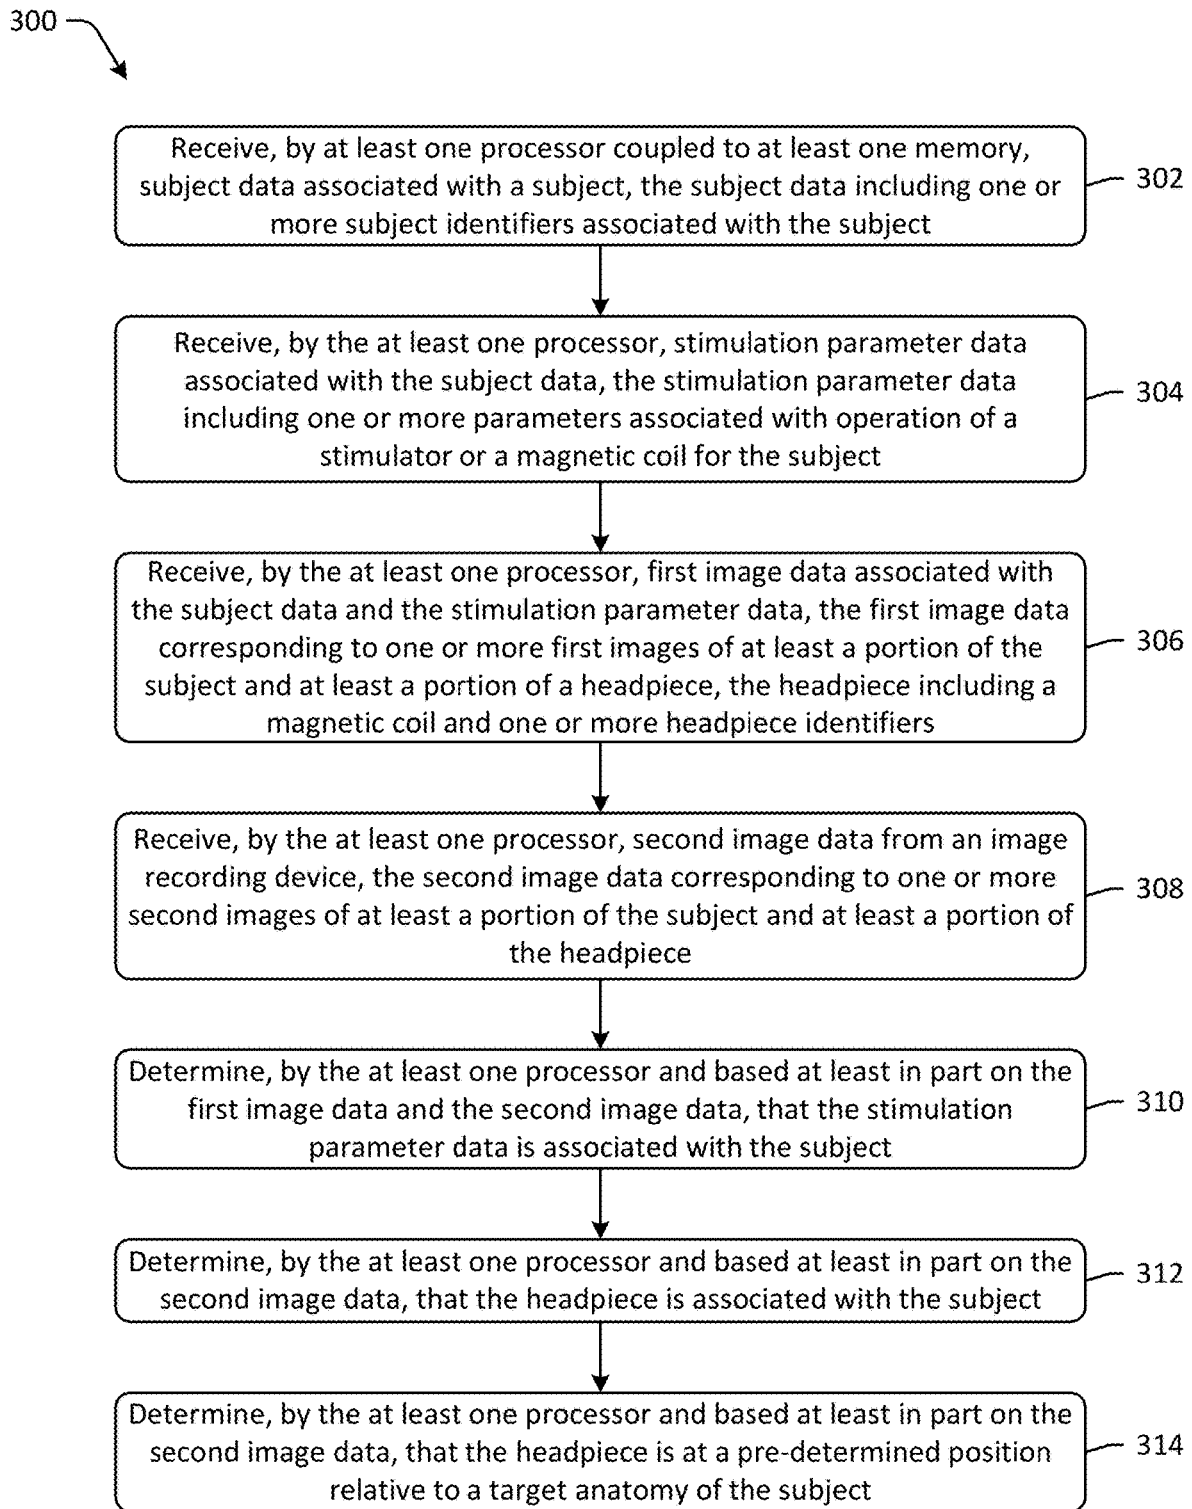 300
Receive, by at least one processor coupled to at least one memory,
subject data associated with a subject, the subject data including one or
more subject identifiers associated with the subject
302
Receive, by the at least one processor, stimulation parameter data
associated with the subject data, the stimulation parameter data
including one or more parameters associated with operation of a
stimulator or a magnetic coil for the subject
304
Receive, by the at least one processor, first image data associated with
the subject data and the stimulation parameter data, the first image data
corresponding to one or more first images of at least a portion of the
subject and at least a portion of a headpiece, the headpiece including a
magnetic coil and one or more headpiece identifiers
306
Receive, by the at least one processor, second image data from an image
recording device, the second image data corresponding to one or more
second images of at least a portion of the subject and at least a portion of
the headpiece
308
Determine, by the at least one processor and based at least in part on the
first image data and the second image data, that the stimulation
parameter data is associated with the subject
310
Determine, by the at least one processor and based at least in part on the
second image data, that the headpiece is associated with the subject
312
Determine, by the at least one processor and based at least in part on the
second image data, that the headpiece is at a pre-determined position
relative to a target anatomy of the subject
314